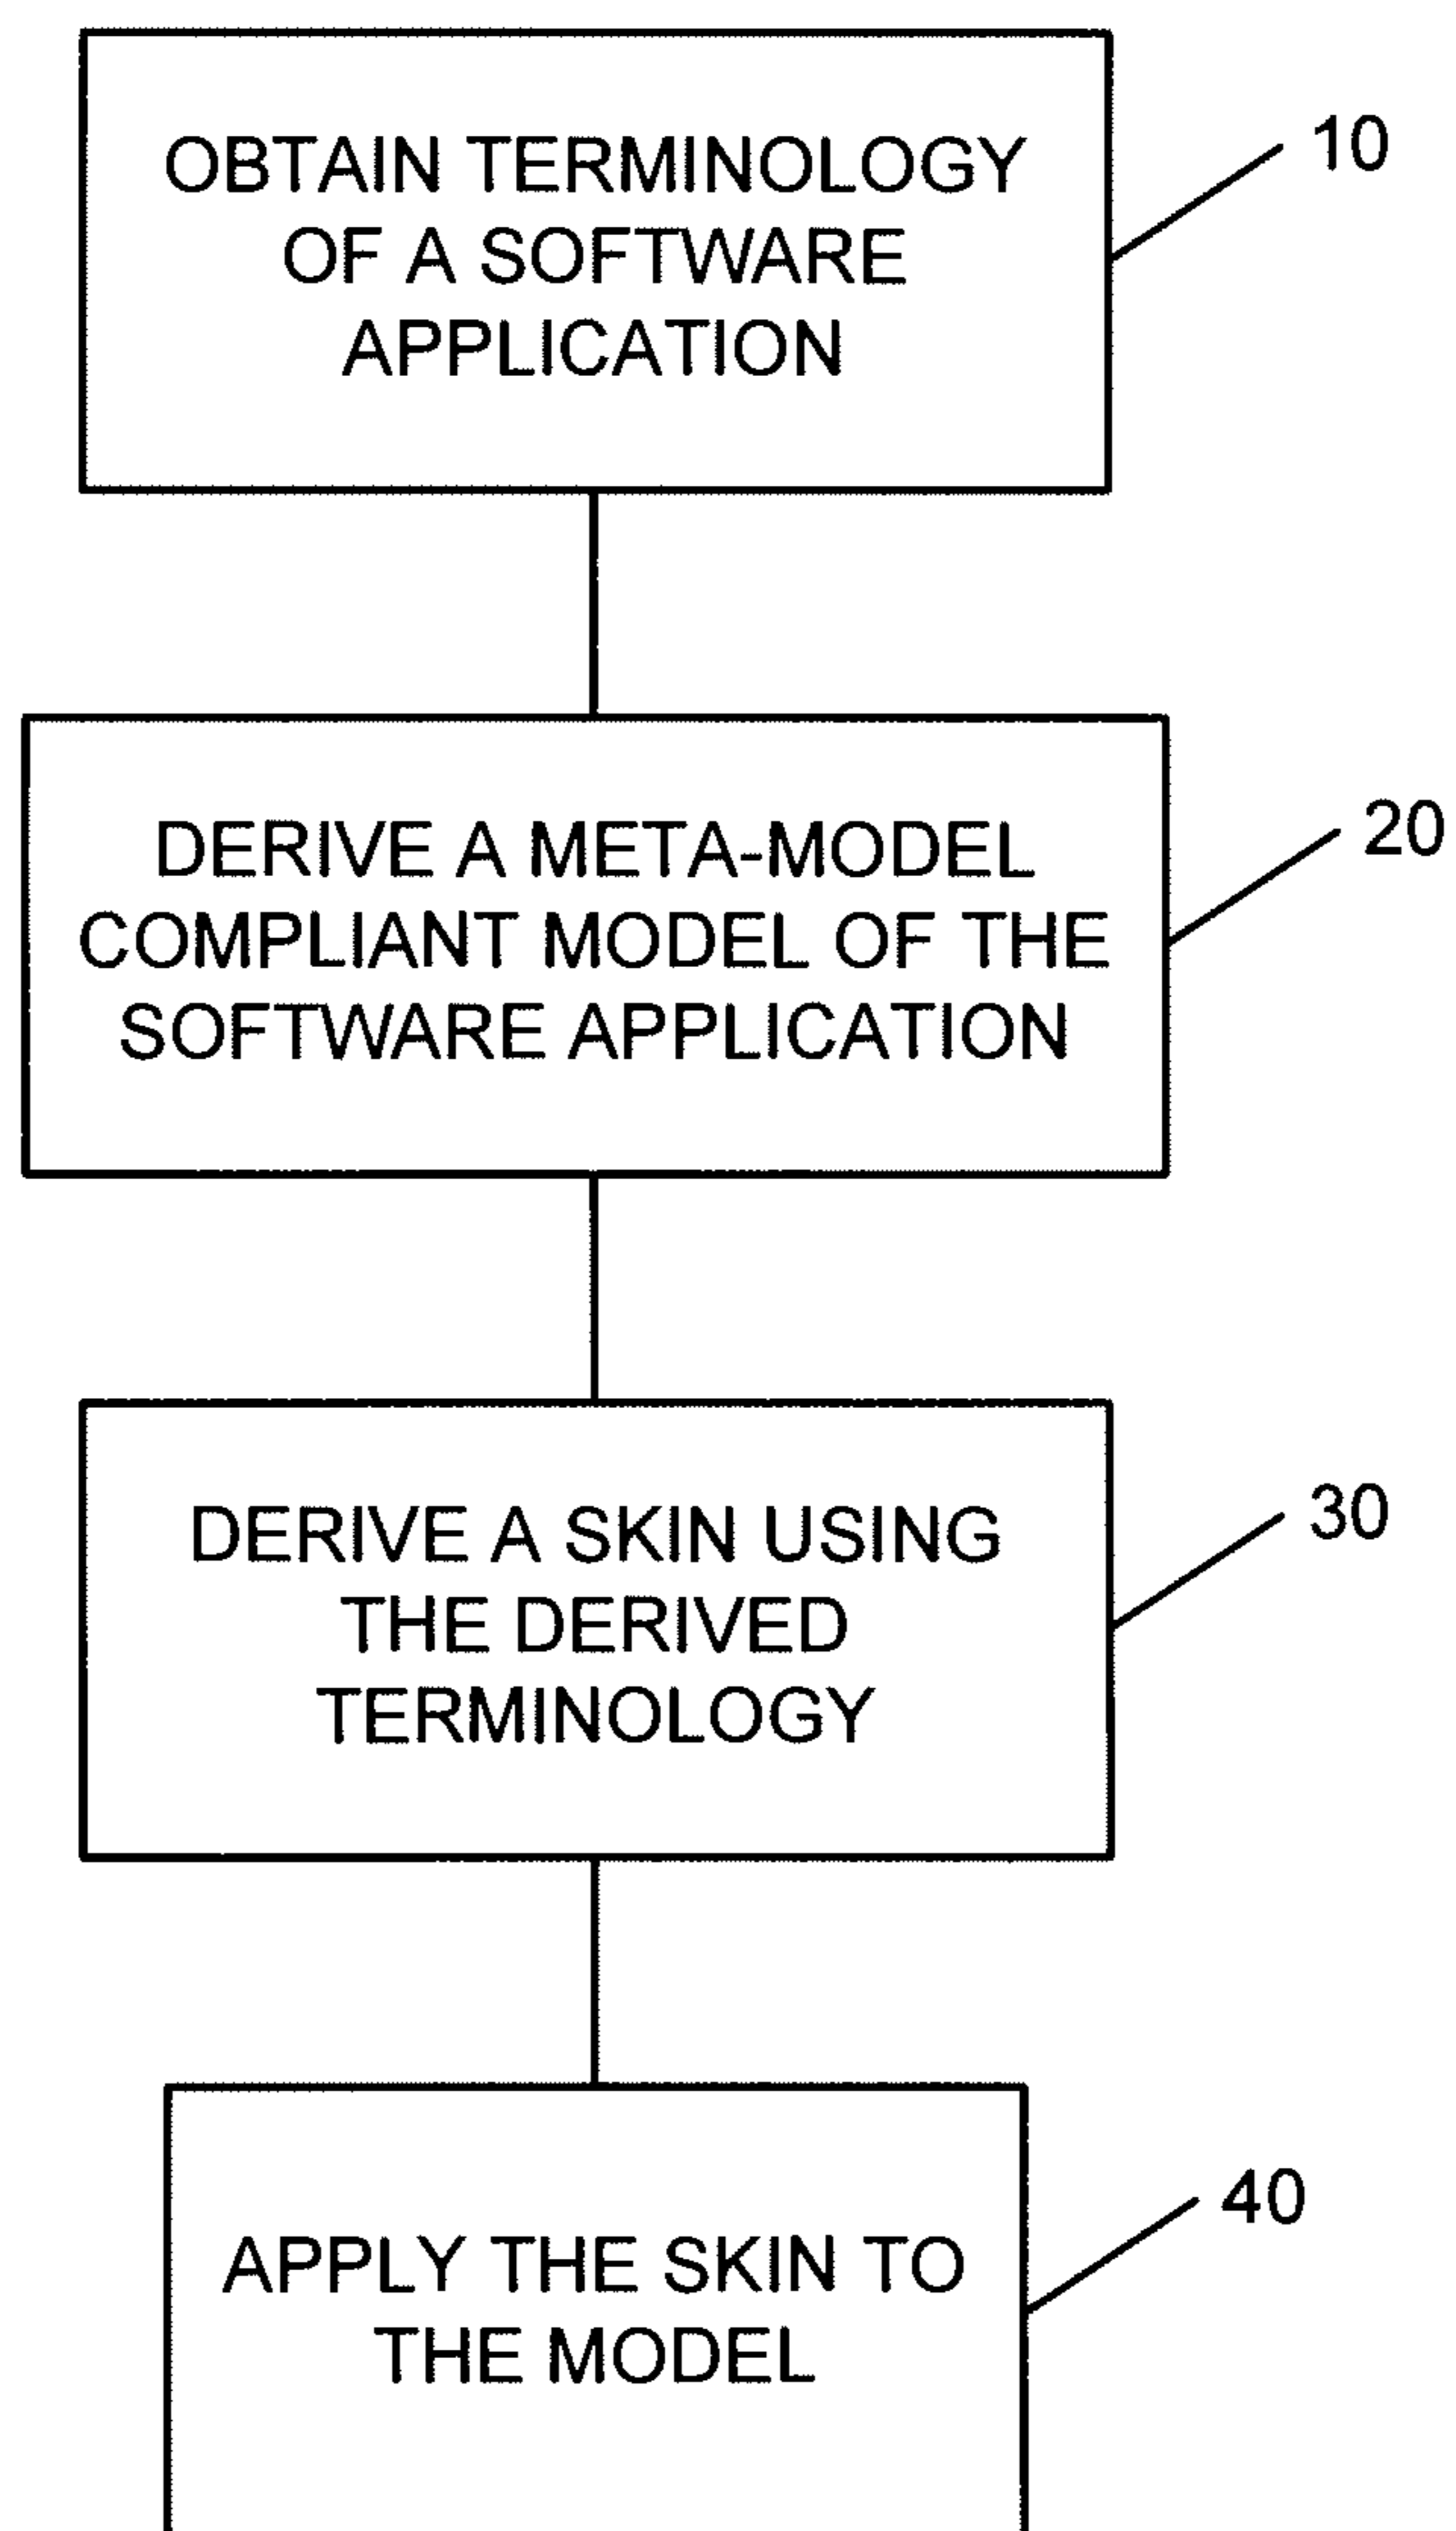 OBTAIN TERMINOLOGY
OF A SOFTWARE
APPLICATION
10
DERIVE A META-MODEL
COMPLIANT MODEL OF THE
SOFTWARE APPLICATION
20
DERIVE A SKIN USING
THE DERIVED
TERMINOLOGY
30
APPLY THE SKIN TO
THE MODEL
40